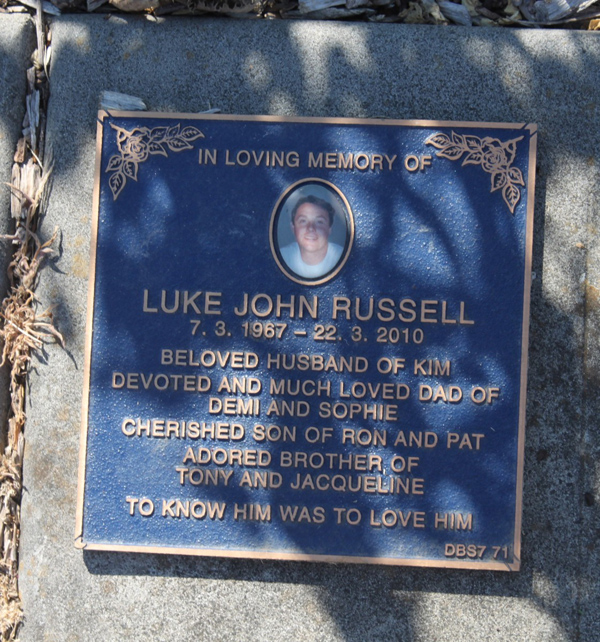 IN LOVING MEMORY OF
LUKE JOHN RUSSELL
7. 3. 1967 – 22. 3. 2010
BELOVED HUSBAND OF KIM
DEVOTED AND MUCH LOVED DAD OF
DEMI AND SOPHIE
CHERISHED SON OF RON AND PAT
ADORED BROTHER OF
TONY AND JACQUELINE
TO KNOW HIM WAS TO LOVE HIM
DBS7 71